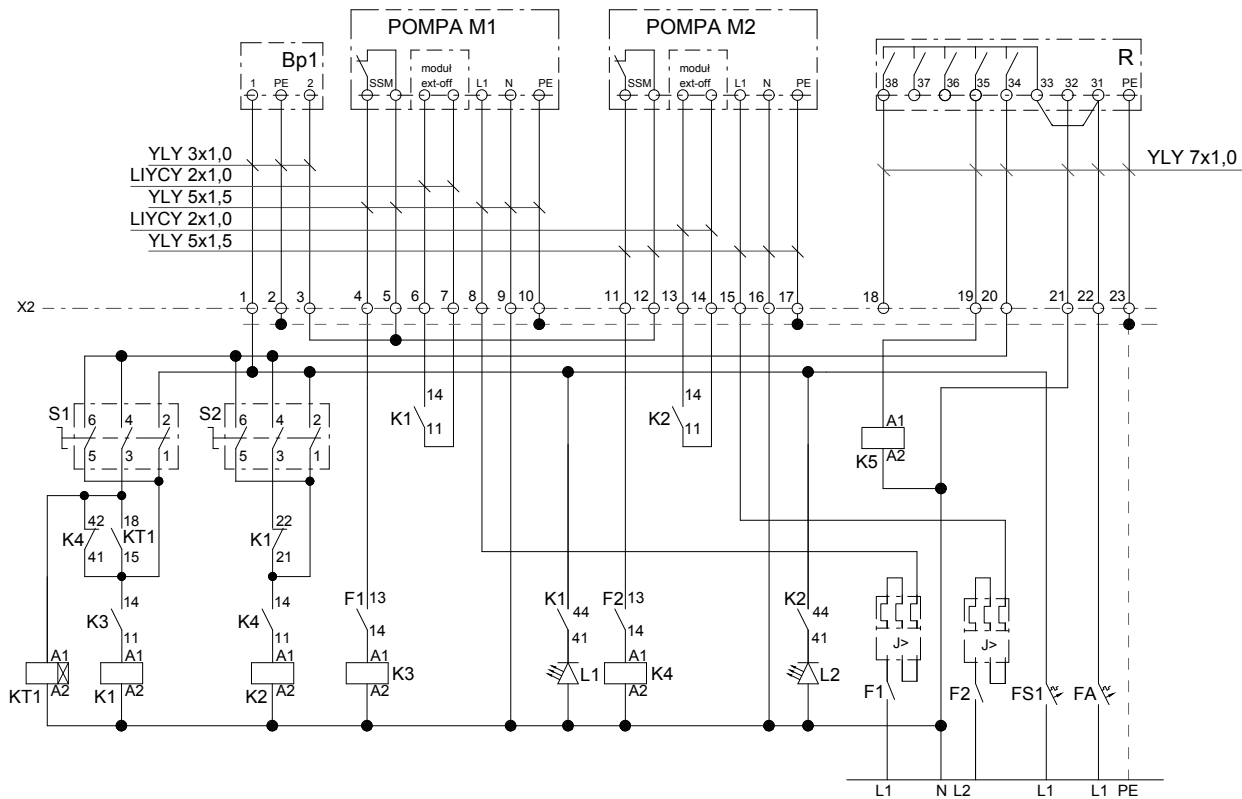 POMPA M1
POMPA M2
Bp1
R
moduł
ext-off
moduł
ext-off
1 PE 2
SSM L1 N PE
SSM L1 N PE
38 37 36 35 34 33 32 31 PE
YLY 3x1,0
LIYCY 2x1,0
YLY 5x1,5
LIYCY 2x1,0
YLY 5x1,5
YLY 7x1,0
X2
1 2 3 4 5 6 7 8 9 10 11 12 13 14 15 16 17 18 19 20 21 22 23
S1 6 4 2
5 3 1
S2 6 4 2
5 3 1
K1 14
11
K2 14
11
A1
K5 A2
K4 42
41
18 KT1
15
K1 22
21
K3 14
11
K4 14
11
F1 13
14
K1 44
41
F2 13
14
K2 44
41
J>
J>
KT1 A1
A2
K1 A1
A2
K2 A1
A2
A1 K3
A2
L1
A1 K4
A2
L2
F1 F2 FS1 FA
L1 N L2 L1 L1 PE